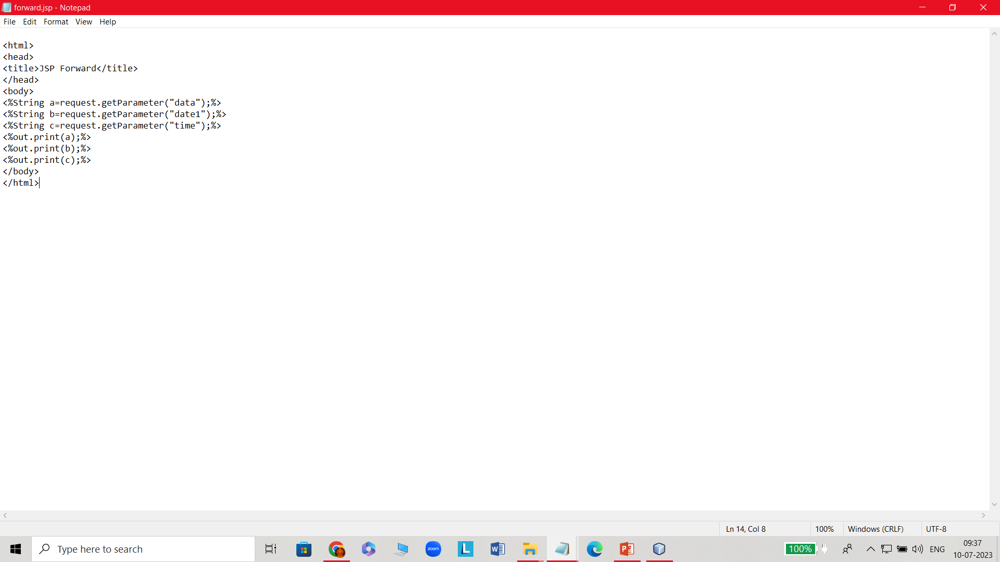 forward.jsp - Notepad
File Edit Format View Help
<html>
<head>
<title>JSP Forward</title>
</head>
<body>
<%String a=request.getParameter("data");%>
<%String b=request.getParameter("date1");%>
<%String c=request.getParameter("time");%>
<%out.print(a);%>
<%out.print(b);%>
<%out.print(c);%>
</body>
</html>
Ln 14, Col 8 100% Windows (CRLF) UTF-8
Type here to search zoom L W P 100% ENG 09:37
10-07-2023